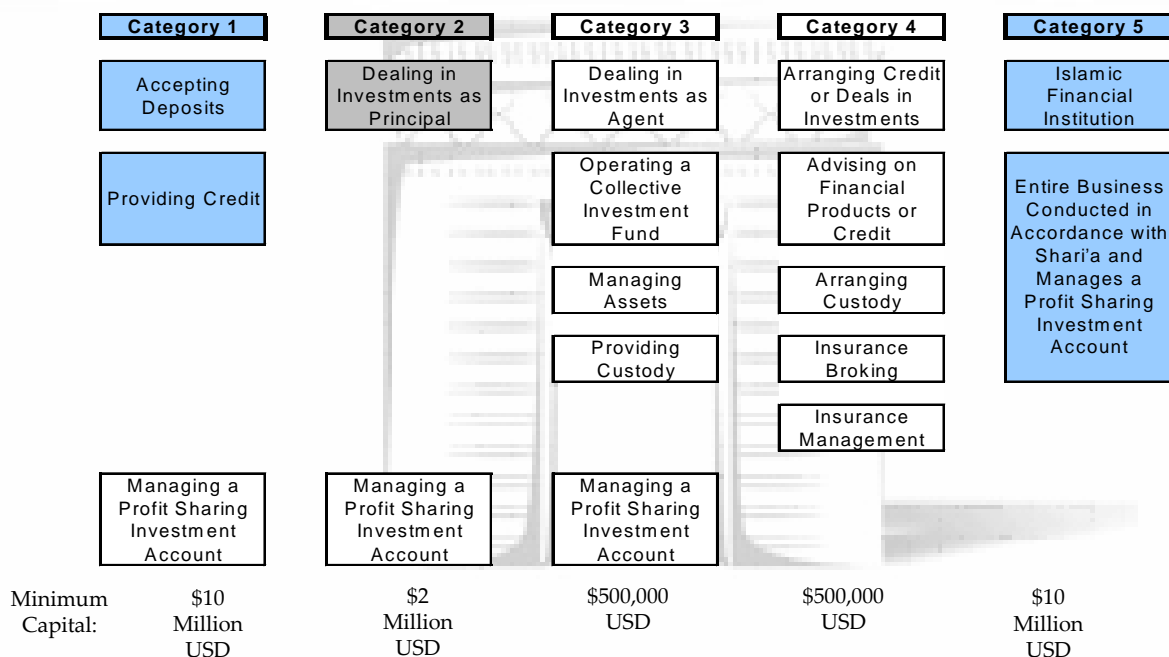 Category 1
Category 2
Category 3
Category 4
Category 5
Accepting
Deposits
Dealing in
Investments as
Principal
Dealing in
Investments as
Agent
Arranging Credit
or Deals in
Investments
Islamic
Financial
Institution
Providing Credit
Operating a
Collective
Investment
Fund
Advising on
Financial
Products or
Credit
Entire Business
Conducted in
Accordance with
Shari'a and
Manages a
Profit Sharing
Investment
Account
Managing
Assets
Arranging
Custody
Providing
Custody
Insurance
Broking
Insurance
Management
Managing a
Profit Sharing
Investment
Account
Managing a
Profit Sharing
Investment
Account
Managing a
Profit Sharing
Investment
Account
Minimum
Capital:
$10
Million
USD
$2
Million
USD
$500,000
USD
$500,000
USD
$10
Million
USD